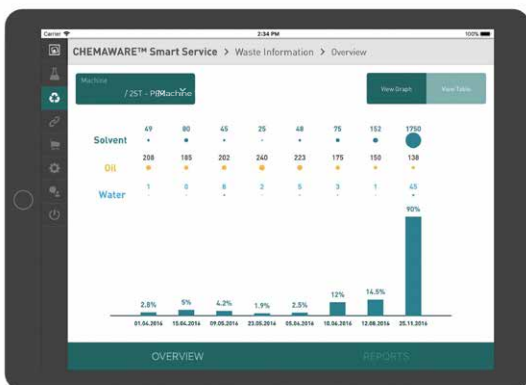 Carrier 2:34 PM 100%
CHEMAWARE™ Smart Service > Waste Information > Overview
Machine
/ 2ST - Machine
View Graph View Table
49 80 45 25 48 75 152 1750
Solvent
208 185 202 240 223 175 150 138
Oil
1 0 8 2 5 3 1 45
Water
90%
2.8% 5% 4.2% 1.9% 2.5% 12% 14.5%
01.04.2016 15.04.2016 09.05.2016 23.05.2016 05.06.2016 18.06.2016 12.08.2016 25.11.2016
OVERVIEW REPORTS